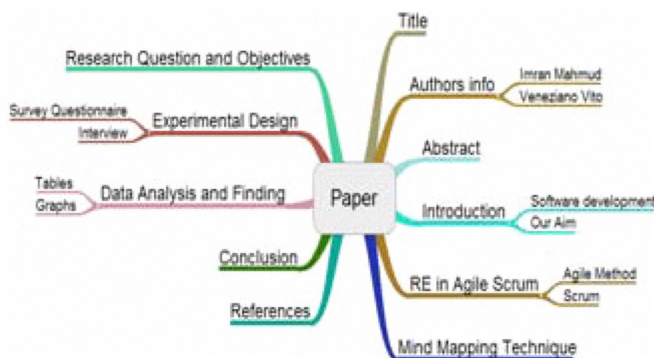 Title
Research Question and Objectives
Authors info
Imran Mahmud
Veneziano Vito
Survey Questionnaire
Interview
Experimental Design
Abstract
Tables
Graphs
Data Analysis and Finding
Paper
Introduction
Software development
Our Aim
Conclusion
RE in Agile Scrum
Agile Method
Scrum
References
Mind Mapping Technique